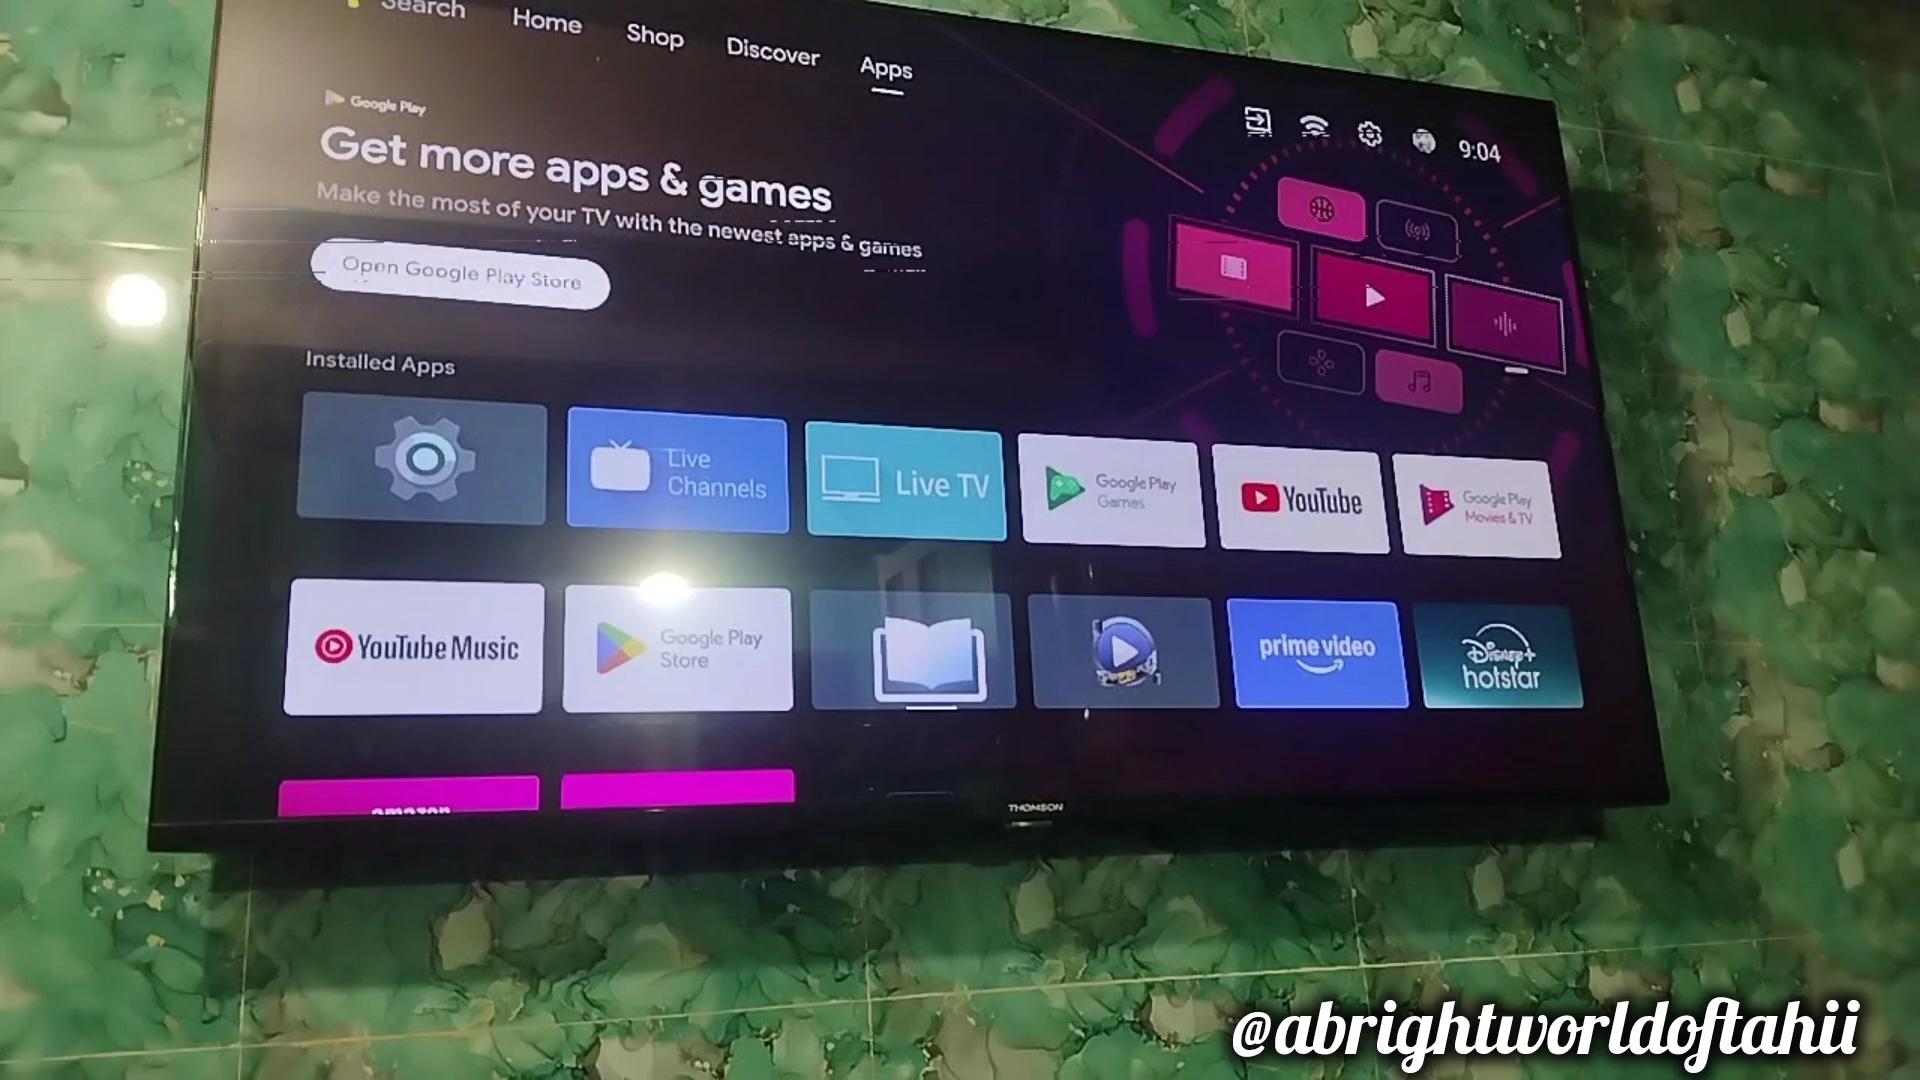 Search Home Shop Discover Apps
9:04
Google Play
Get more apps & games
Make the most of your TV with the newest apps & games
Open Google Play Store
Installed Apps
Live
Channels
Live TV
Google Play
Games
YouTube
Google Play
Movies & TV
YouTube Music
Google Play
Store
prime video
Disney+
hotstar
amazon
THOMSON
@abrightworldoftahii